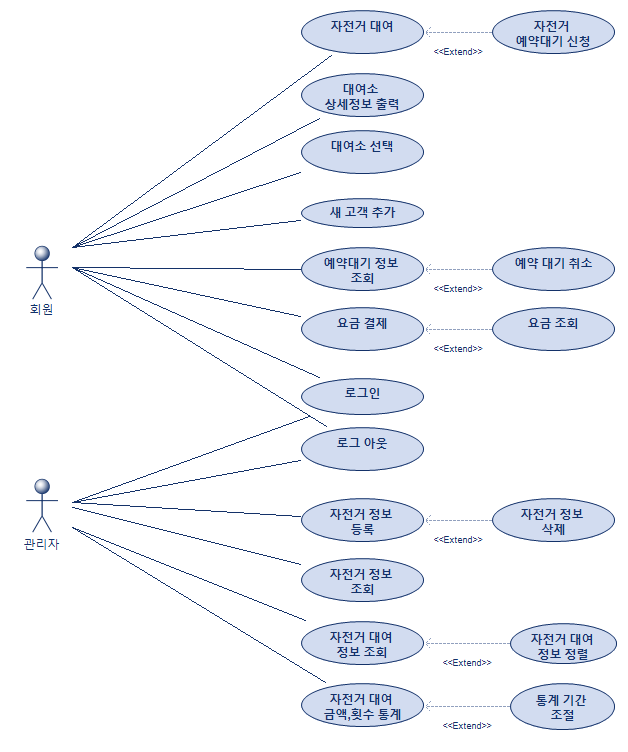 자전거 대여
자전거
예약대기 신청
<<Extend>>
대여소
상세정보 출력
대여소 선택
새 고객 추가
예약대기 정보
조회
예약 대기 취소
<<Extend>>
회원
요금 결제
요금 조회
<<Extend>>
로그인
로그 아웃
자전거 정보
등록
자전거 정보
삭제
<<Extend>>
관리자
자전거 정보
조회
자전거 대여
정보 조회
자전거 대여
정보 정렬
<<Extend>>
자전거 대여
금액,횟수 통계
통계 기간
조절
<<Extend>>